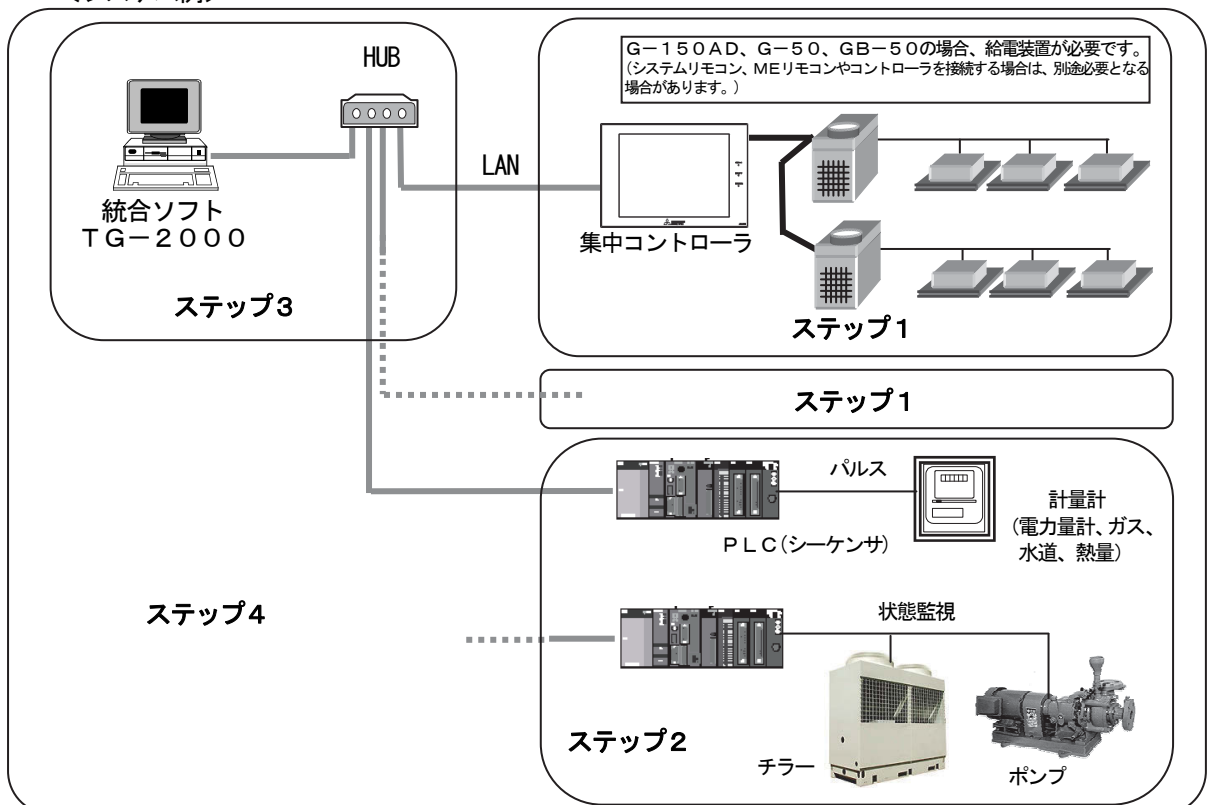 HUB
LAN
統合ソフト
TG－2000
ステップ3
G－150AD、G－50、GB－50の場合、給電装置が必要です。
(システムリモコン、MEリモコンやコントローラを接続する場合は、別途必要となる
場合があります。)
集中コントローラ
ステップ1
ステップ1
パルス
PLC(シーケンサ)
計量計
(電力量計、ガス、
水道、熱量)
ステップ4
状態監視
ステップ2
チラー
ポンプ